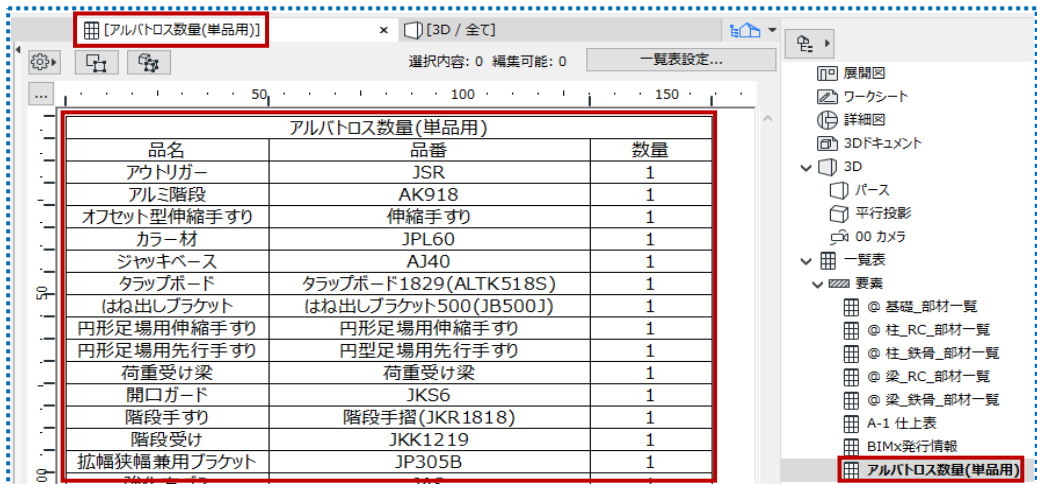 [アルバトロス数量(単品用)]
×
[3D / 全て]
選択内容: 0 編集可能: 0
一覧表設定...
...
50
100
150
50
アルバトロス数量(単品用)
品名 品番 数量
アウトリガー JSR 1
アルミ階段 AK918 1
オフセット型伸縮手すり 伸縮手すり 1
カラー材 JPL60 1
ジャッキベース AJ40 1
タラップボード タラップボード1829(ALTK518S) 1
はね出しブラケット はね出しブラケット500(JB500J) 1
円形足場用伸縮手すり 円形足場用伸縮手すり 1
円形足場用先行手すり 円型足場用先行手すり 1
荷重受け梁 荷重受け梁 1
開口ガード JKS6 1
階段手すり 階段手摺(JKR1818) 1
階段受け JKK1219 1
拡幅狭幅兼用ブラケット JP305B 1
展開図
ワークシート
詳細図
3Dドキュメント
3D
パース
平行投影
00 カメラ
一覧表
要素
@ 基礎_部材一覧
@ 柱_RC_部材一覧
@ 柱_鉄骨_部材一覧
@ 梁_RC_部材一覧
@ 梁_鉄骨_部材一覧
A-1 仕上表
BIMx発行情報
アルバトロス数量(単品用)